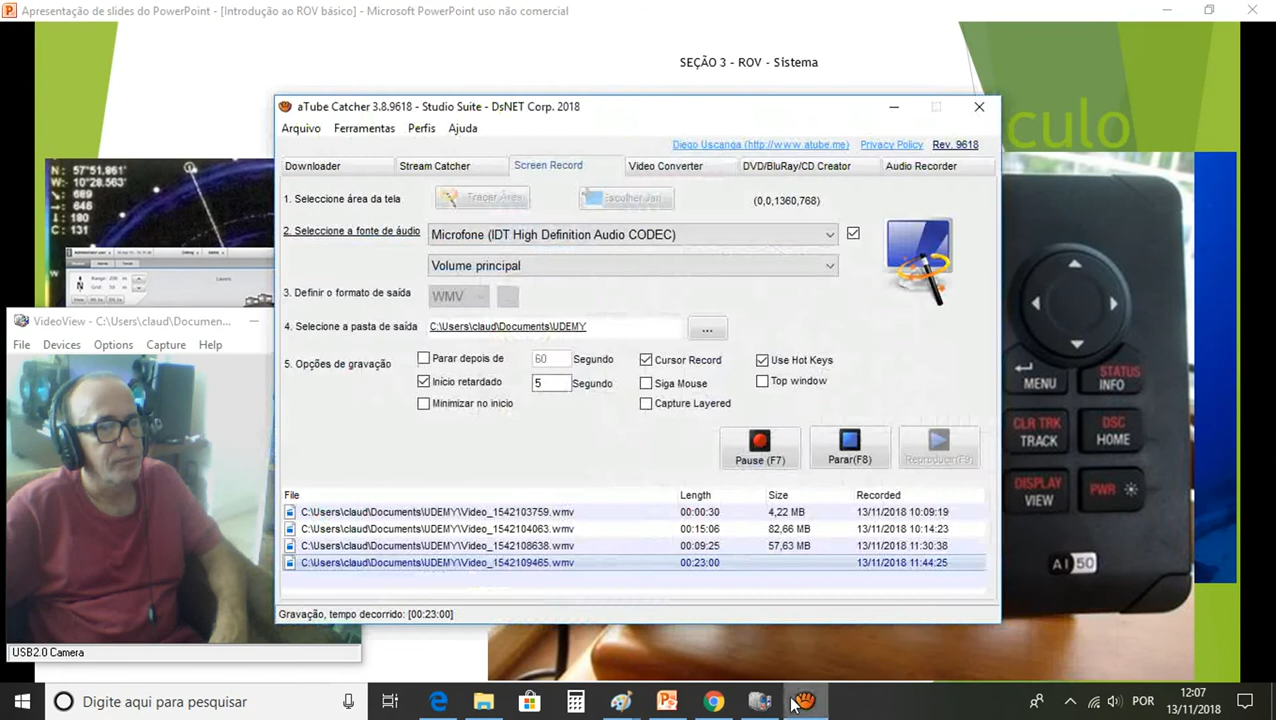 Apresentação de slides do PowerPoint - [Introdução ao ROV básico] - Microsoft PowerPoint uso não comercial
SEÇÃO 3 - ROV - Sistema
culo
aTube Catcher 3.8.9618 - Studio Suite - DsNET Corp. 2018
Arquivo Ferramentas Perfis Ajuda
Diego Uscanga (http://www.atube.me) Privacy Policy Rev. 9618
Downloader Stream Catcher Screen Record Video Converter DVD/BluRay/CD Creator Audio Recorder
1. Seleccione área da tela Traçar Área Escolher Jan (0,0,1360,768)
2. Seleccione a fonte de áudio Microfone (IDT High Definition Audio CODEC)
Volume principal
3. Definir o formato de saída WMV
4. Selecione a pasta de saída C:\Users\claud\Documents\UDEMY ...
5. Opções de gravação Parar depois de 60 Segundo Cursor Record Use Hot Keys
Início retardado 5 Segundo Siga Mouse Top window
Minimizar no inicio Capture Layered
Pause (F7) Parar(F8) Reproducir(F9)
File Length Size Recorded
C:\Users\claud\Documents\UDEMY\Video_1542103759.wmv 00:00:30 4,22 MB 13/11/2018 10:09:19
C:\Users\claud\Documents\UDEMY\Video_1542104063.wmv 00:15:06 82,66 MB 13/11/2018 10:14:23
C:\Users\claud\Documents\UDEMY\Video_1542108638.wmv 00:09:25 57,63 MB 13/11/2018 11:30:38
C:\Users\claud\Documents\UDEMY\Video_1542109465.wmv 00:23:00 13/11/2018 11:44:25
Gravação, tempo decorrido: [00:23:00]
N: 57°51.861'
W: 10°28.563'
689
646
180
C: 131
VideoView - C:\Users\claud\Documen...
File Devices Options Capture Help
USB2.0 Camera
MENU STATUS INFO
CLR TRK TRACK DSC HOME
DISPLAY VIEW PWR
AI 50
Digite aqui para pesquisar
POR
12:07
13/11/2018